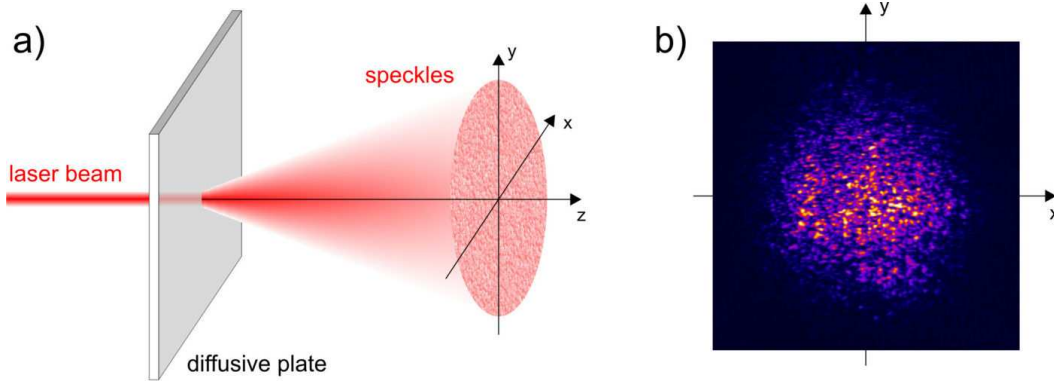 a)
laser beam
diffusive plate
speckles
y
x
z
b)
y
x